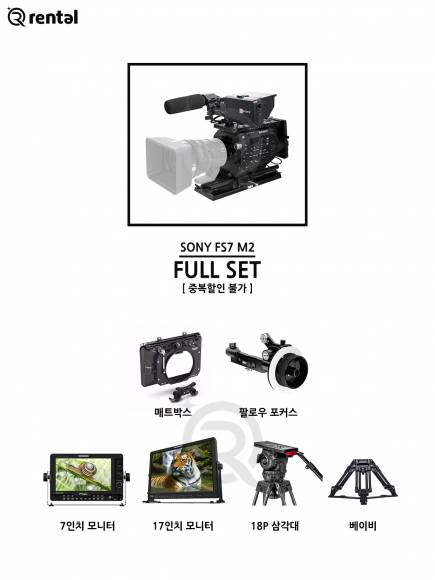 rental
SONY FS7 M2
FULL SET
[ 중복할인 불가 ]
매트박스
팔로우 포커스
7인치 모니터
17인치 모니터
18P 삼각대
베이비